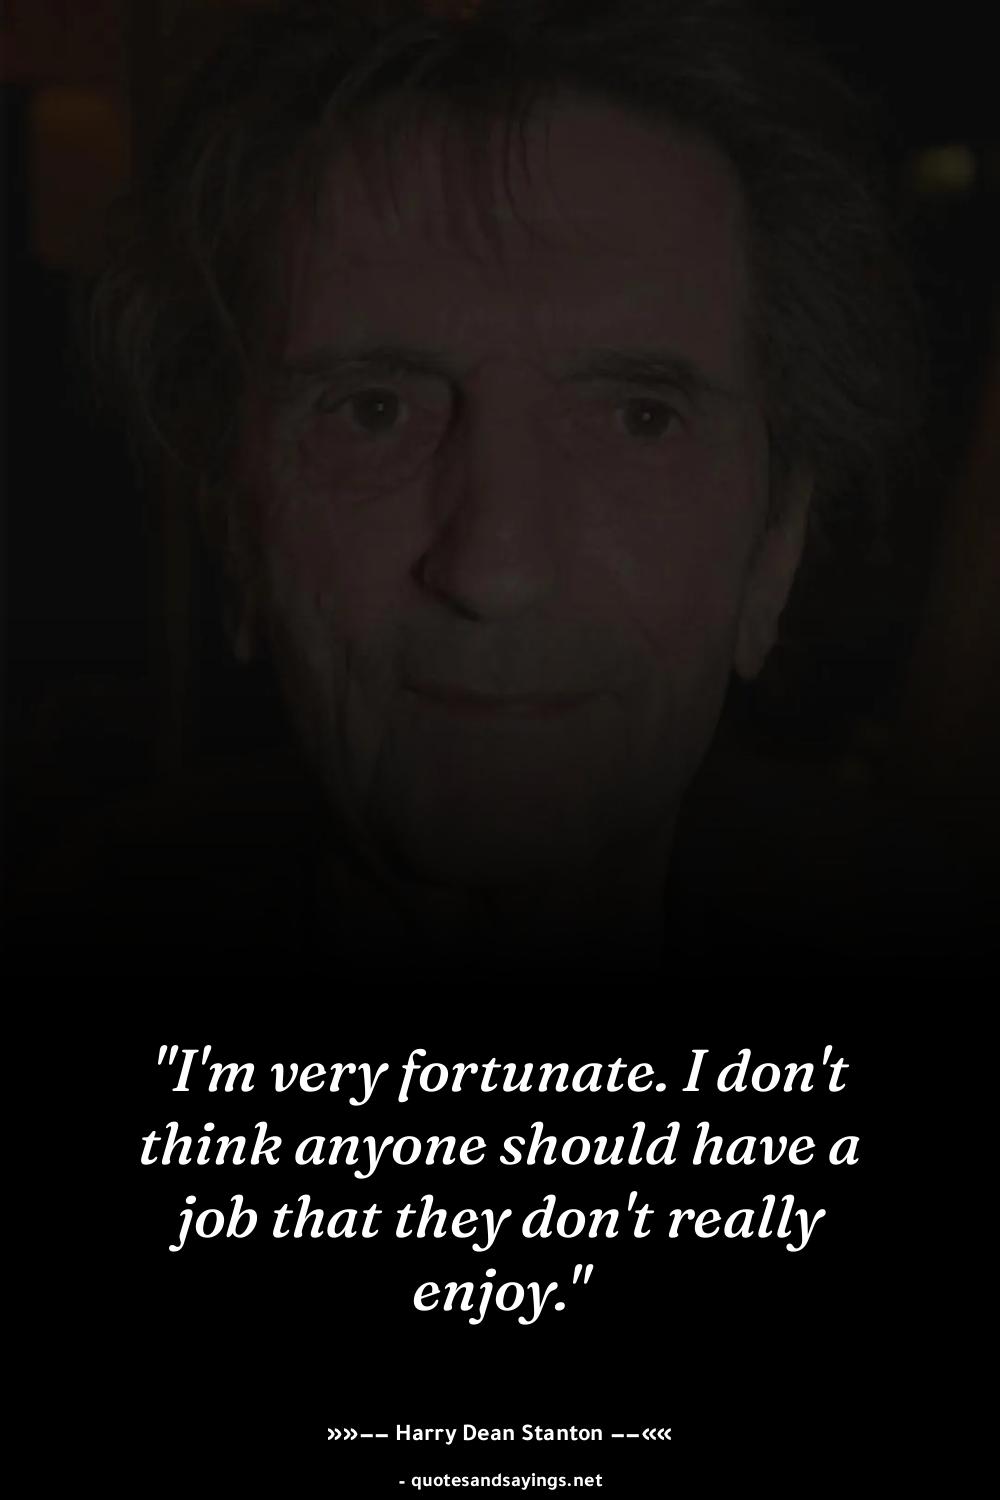 "I'm very fortunate. I don't
think anyone should have a
job that they don't really
enjoy."
»»−− Harry Dean Stanton −−««
- quotesandsayings.net